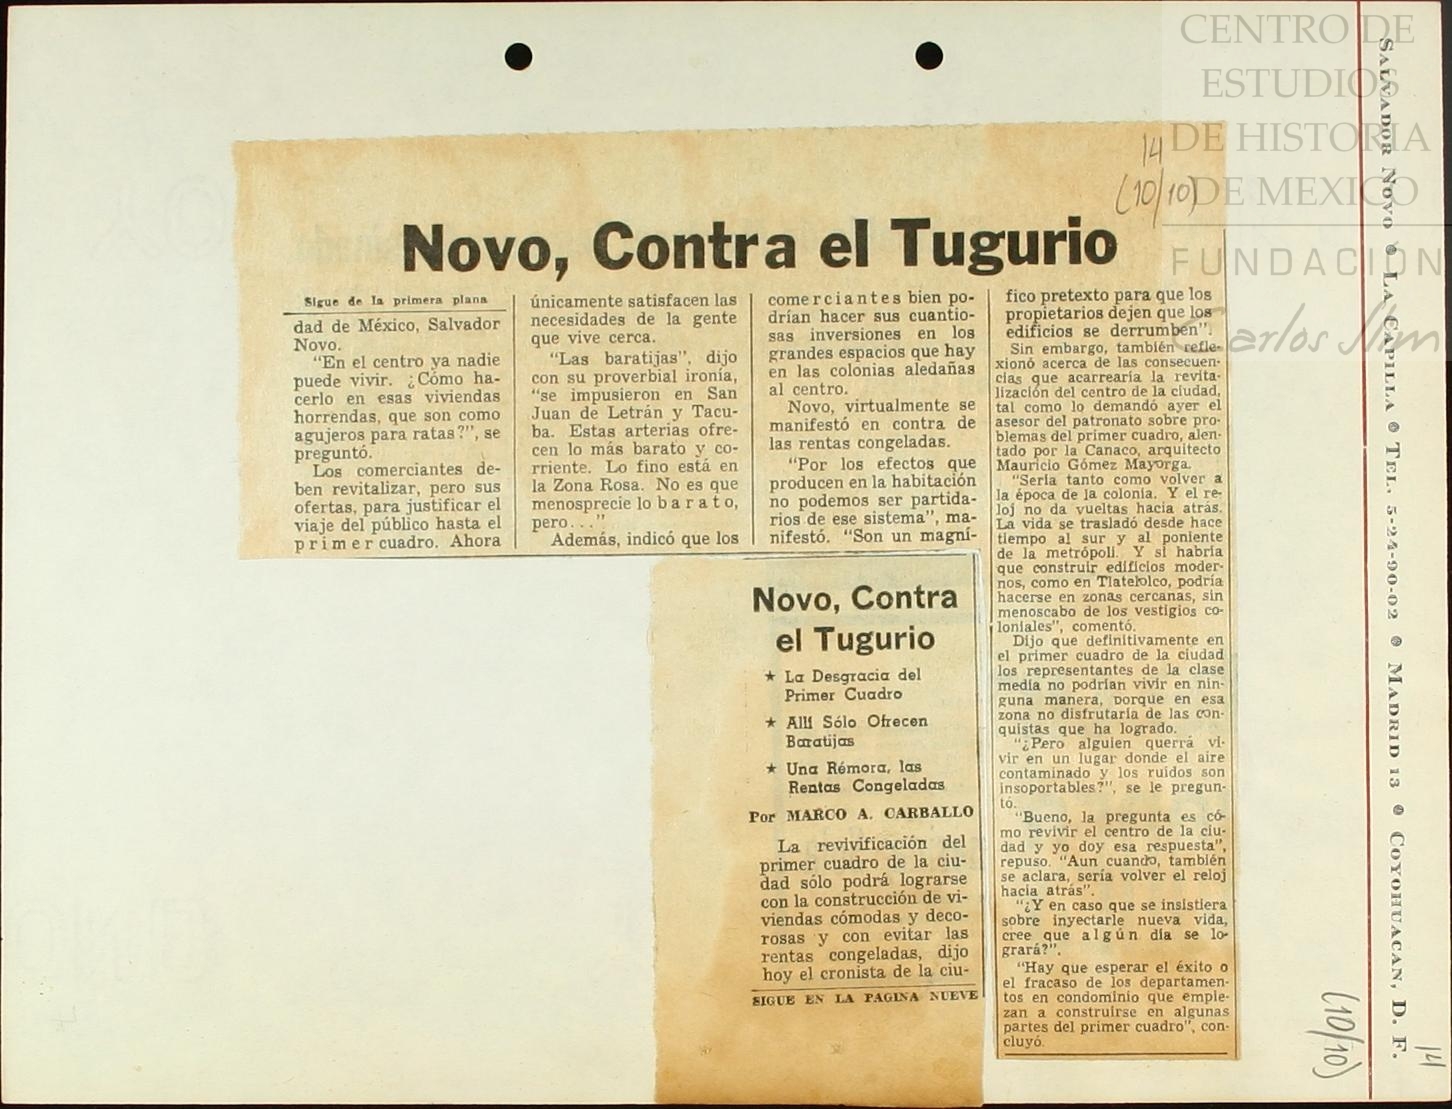 CENTRO DE
ESTUDIOS
DE HISTORIA
DE MEXICO
FUNDACION
Carlos Slim
SALVADOR NOVO ● LA CAPILLA ● TEL. 5-24-90-02 ● MADRID 13 ● COYOHUACAN, D. F.
14
(10/10)
Novo, Contra el Tugurio
Sigue de la primera plana
dad de México, Salvador
Novo.
"En el centro ya nadie
puede vivir. ¿Cómo ha-
cerlo en esas viviendas
horrendas, que son como
agujeros para ratas?", se
preguntó.
Los comerciantes de-
ben revitalizar, pero sus
ofertas, para justificar el
viaje del público hasta el
primer cuadro. Ahora
únicamente satisfacen las
necesidades de la gente
que vive cerca.
"Las baratijas", dijo
con su proverbial ironía,
"se impusieron en San
Juan de Letrán y Tacu-
ba. Estas arterias ofre-
cen lo más barato y co-
rriente. Lo fino está en
la Zona Rosa. No es que
menosprecie lo barato,
pero..."
Además, indicó que los
comerciantes bien po-
drían hacer sus cuantio-
sas inversiones en los
grandes espacios que hay
en las colonias aledañas
al centro.
Novo, virtualmente se
manifestó en contra de
las rentas congeladas.
"Por los efectos que
producen en la habitación
no podemos ser partida-
rios de ese sistema", ma-
nifestó. "Son un magní-
fico pretexto para que los
propietarios dejen que los
edificios se derrumben".
Sin embargo, también refle-
xionó acerca de las consecuen-
cias que acarrearía la revita-
lización del centro de la ciudad,
tal como lo demandó ayer el
asesor del patronato sobre pro-
blemas del primer cuadro, alen-
tado por la Canaco, arquitecto
Mauricio Gómez Mayorga.
"Sería tanto como volver a
la época de la colonia. Y el re-
loj no da vueltas hacia atrás.
La vida se trasladó desde hace
tiempo al sur y al poniente
de la metrópoli. Y si habría
que construir edificios moder-
nos, como en Tlatelolco, podría
hacerse en zonas cercanas, sin
menoscabo de los vestigios co-
loniales", comentó.
Dijo que definitivamente en
el primer cuadro de la ciudad
los representantes de la clase
media no podrían vivir en nin-
guna manera, porque en esa
zona no disfrutaría de las con-
quistas que ha logrado.
"¿Pero alguien querrá vi-
vir en un lugar donde el aire
contaminado y los ruidos son
insoportables?", se le pregun-
tó.
"Bueno, la pregunta es có-
mo revivir el centro de la ciu-
dad y yo doy esa respuesta",
repuso. "Aun cuando, también
se aclara, sería volver el reloj
hacia atrás".
"¿Y en caso que se insistiera
sobre inyectarle nueva vida,
cree que algún día se lo-
grará?".
"Hay que esperar el éxito o
el fracaso de los departamen-
tos en condominio que empie-
zan a construirse en algunas
partes del primer cuadro", con-
cluyó.
Novo, Contra
el Tugurio
★ La Desgracia del
Primer Cuadro
★ Allí Sólo Ofrecen
Baratijas
★ Una Rémora, las
Rentas Congeladas
Por MARCO A. CARBALLO
La revivificación del
primer cuadro de la ciu-
dad sólo podrá lograrse
con la construcción de vi-
viendas cómodas y deco-
rosas y con evitar las
rentas congeladas, dijo
hoy el cronista de la ciu-
SIGUE EN LA PAGINA NUEVE
14
(10/10)